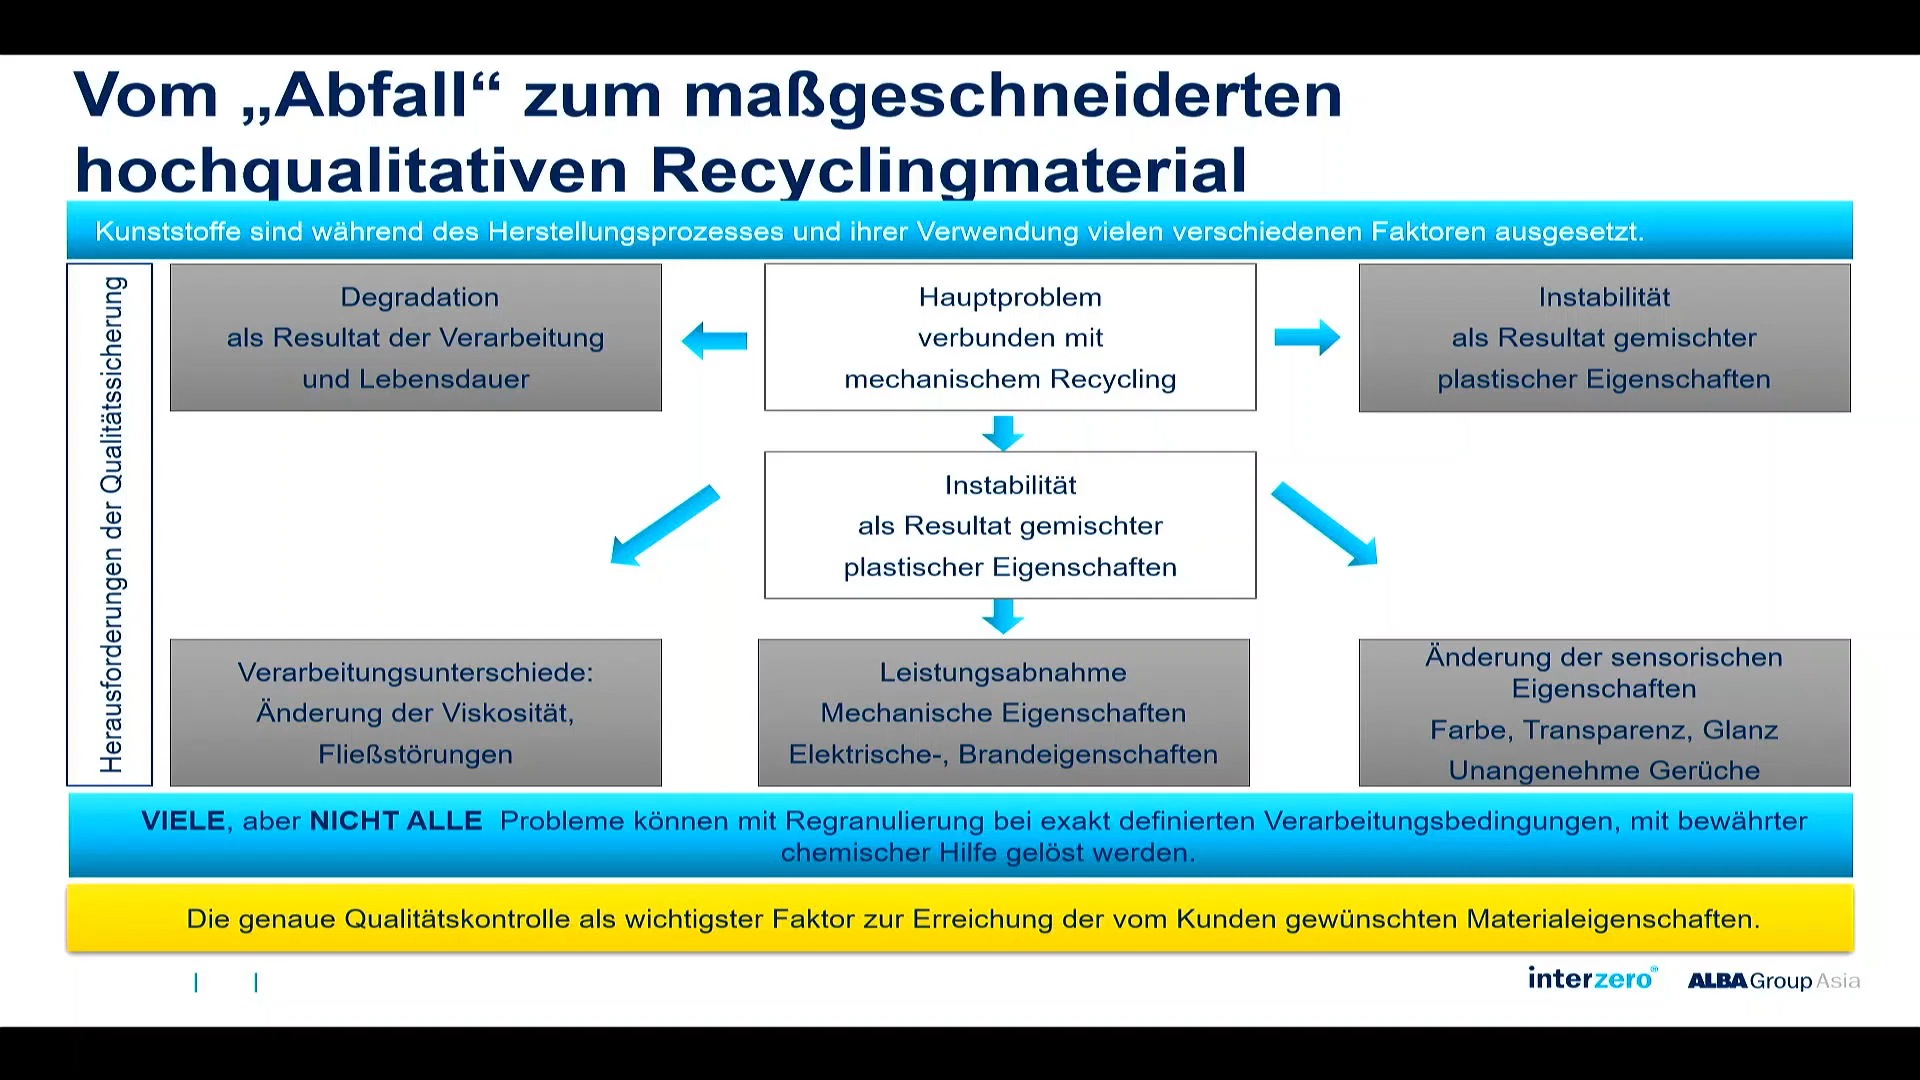 Vom „Abfall“ zum maßgeschneiderten
hochqualitativen Recyclingmaterial
Kunststoffe sind während des Herstellungsprozesses und ihrer Verwendung vielen verschiedenen Faktoren ausgesetzt.
Herausforderungen der Qualitätssicherung
Degradation
als Resultat der Verarbeitung
und Lebensdauer
Hauptproblem
verbunden mit
mechanischem Recycling
Instabilität
als Resultat gemischter
plastischer Eigenschaften
Instabilität
als Resultat gemischter
plastischer Eigenschaften
Verarbeitungsunterschiede:
Änderung der Viskosität,
Fließstörungen
Leistungsabnahme
Mechanische Eigenschaften
Elektrische-, Brandeigenschaften
Änderung der sensorischen
Eigenschaften
Farbe, Transparenz, Glanz
Unangenehme Gerüche
VIELE, aber NICHT ALLE Probleme können mit Regranulierung bei exakt definierten Verarbeitungsbedingungen, mit bewährter
chemischer Hilfe gelöst werden.
Die genaue Qualitätskontrolle als wichtigster Faktor zur Erreichung der vom Kunden gewünschten Materialeigenschaften.
interzero® ALBA Group Asia